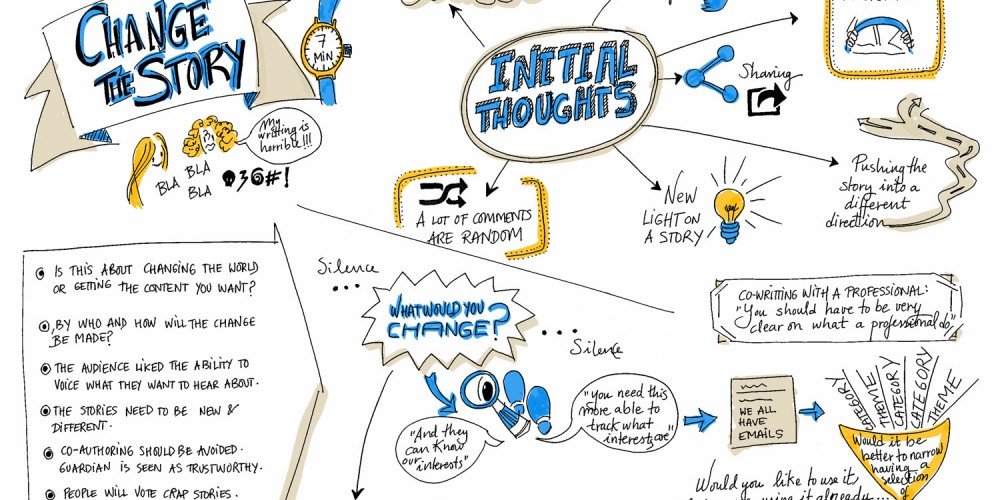 CHANGE
THE STORY
7
MIN
My
writting is
horrible!!!
BLA
BLA
BLA
INITIAL
THOUGHTS
Sharing
Pushing the
story into a
different
direction
NEW
LIGHT ON
A STORY
A LOT OF COMMENTS
ARE RANDOM
IS THIS ABOUT CHANGING THE WORLD
OR GETTING THE CONTENT YOU WANT?
BY WHO AND HOW WILL THE CHANGE
BE MADE?
THE AUDIENCE LIKED THE ABILITY TO
VOICE WHAT THEY WANT TO HEAR ABOUT.
THE STORIES NEED TO BE NEW &
DIFFERENT.
CO-AUTHORING SHOULD BE AVOIDED.
GUARDIAN IS SEEN AS TRUSTWORTHY.
PEOPLE WILL VOTE CRAP STORIES.
Silence
...
WHAT WOULD YOU
CHANGE?
...
Silence
"And they
can know
our interests"
"you need this
more able to
track what
interests are"
CO-WRITING WITH A PROFESSIONAL:
"You should have to be very
clear on what a professional do"
WE ALL
HAVE
EMAILS
CATEGORY
THEME
CATEGORY
CATEGORY
THEME
Would it be
better to narrow
having a
selection
of
Would you like to use it
using it already...